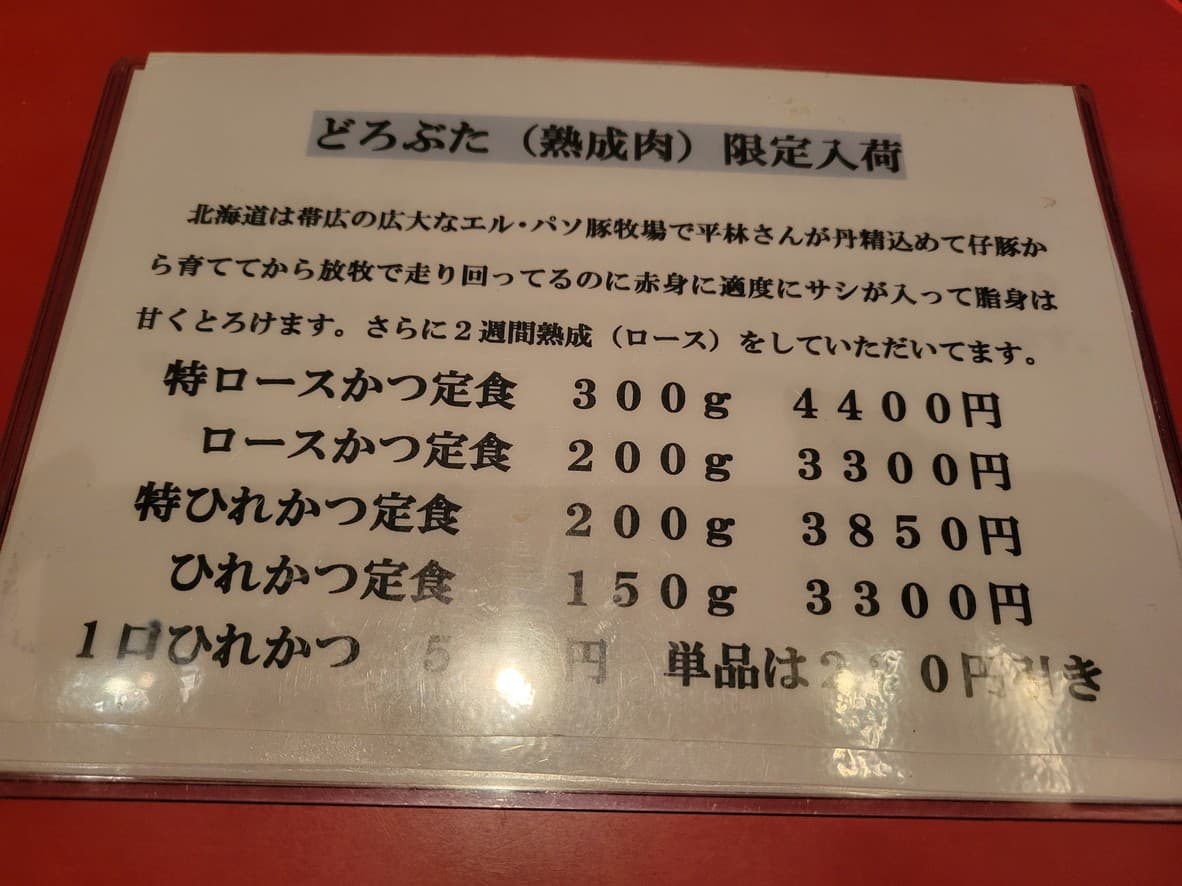 どろぶた（熟成肉）限定入荷
北海道は帯広の広大なエル・パソ豚牧場で平林さんが丹精込めて仔豚か
ら育ててから放牧で走り回ってるのに赤身に適度にサシが入って脂身は
甘くとろけます。さらに２週間熟成（ロース）をしていただいてます。
特ロースかつ定食　３００ｇ　４４００円
ロースかつ定食　２００ｇ　３３００円
特ひれかつ定食　２００ｇ　３８５０円
ひれかつ定食　１５０ｇ　３３００円
１口ひれかつ　円　単品は円引き